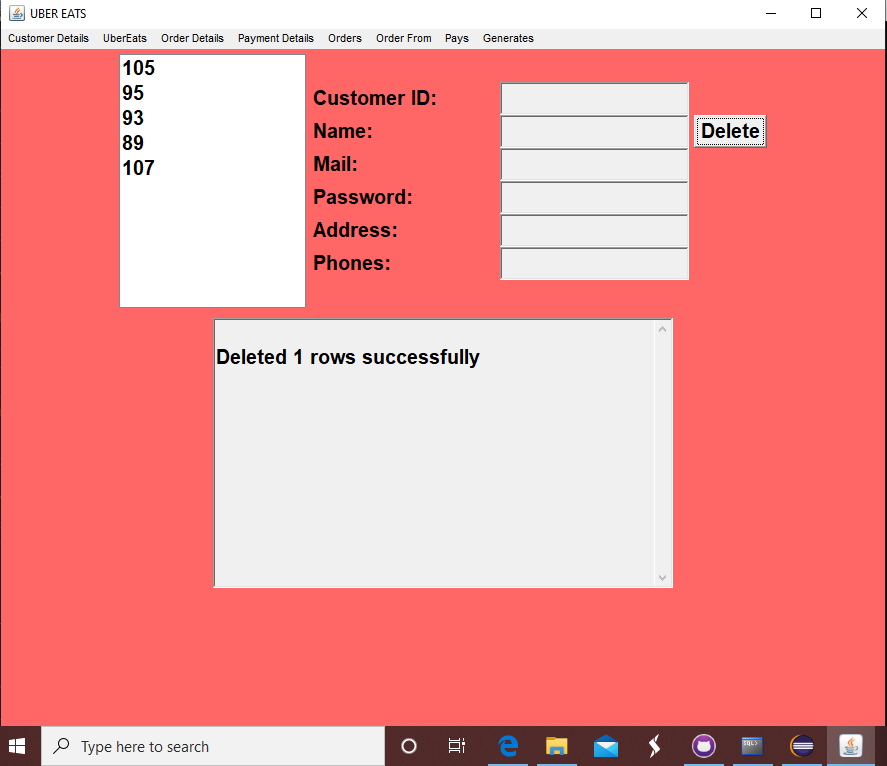 UBER EATS
Customer Details UberEats Order Details Payment Details Orders Order From Pays Generates
105
95
93
89
107
Customer ID:
Name:
Delete
Mail:
Password:
Address:
Phones:
Deleted 1 rows successfully
Type here to search
SQL>